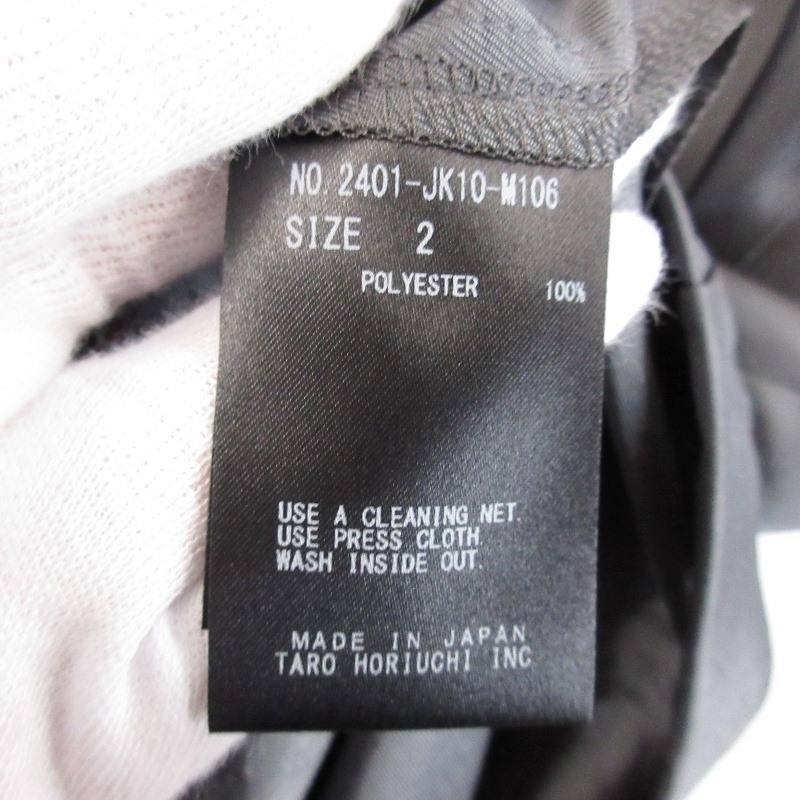 NO. 2401-JK10-M106
SIZE 2
POLYESTER 100%
USE A CLEANING NET.
USE PRESS CLOTH
WASH INSIDE OUT.
MADE IN JAPAN
TARO HORIUCHI INC